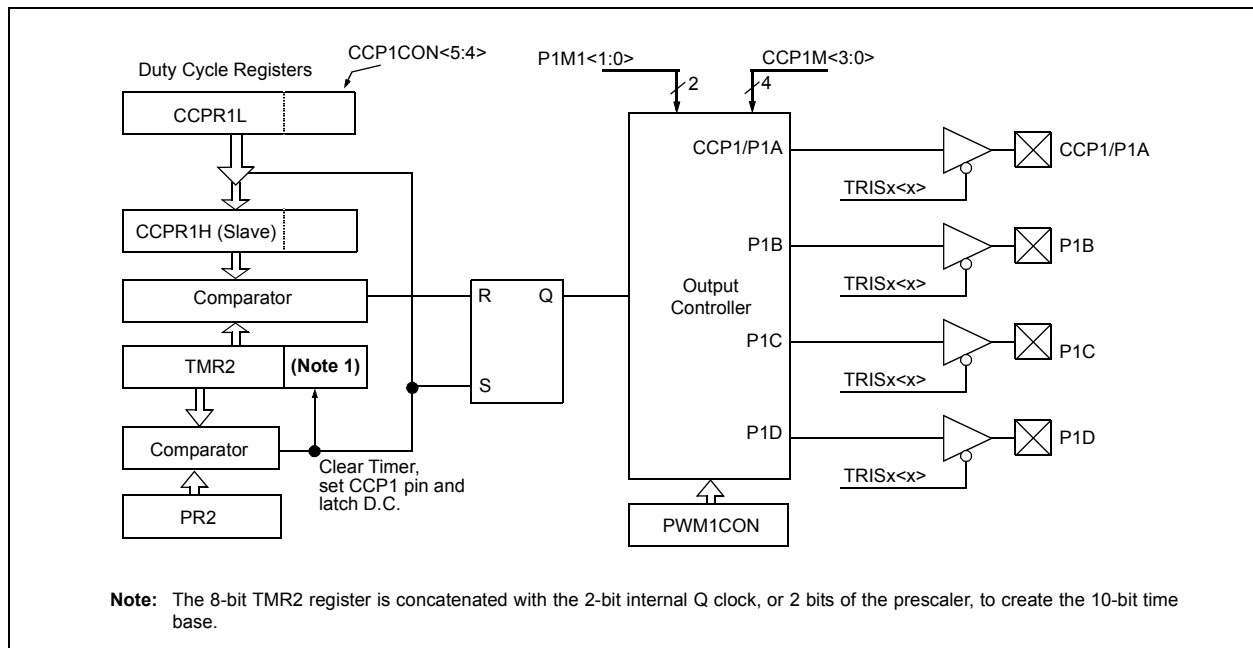 CCP1CON<5:4>
Duty Cycle Registers
CCPR1L
CCPR1H (Slave)
Comparator
TMR2
(Note 1)
Comparator
PR2
Clear Timer,
set CCP1 pin and
latch D.C.
R
Q
S
P1M1<1:0>
2
CCP1M<3:0>
4
Output
Controller
CCP1/P1A
P1B
P1C
P1D
PWM1CON
TRISx<x>
CCP1/P1A
TRISx<x>
P1B
TRISx<x>
P1C
TRISx<x>
P1D
Note: The 8-bit TMR2 register is concatenated with the 2-bit internal Q clock, or 2 bits of the prescaler, to create the 10-bit time
base.